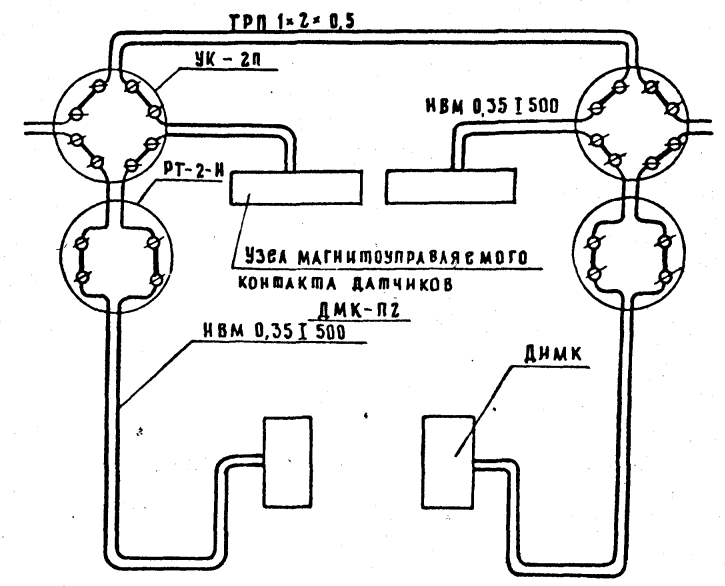 ТРП 1×2×0,5
УК-2П
НВМ 0,35 I 500
РТ-2-Н
Узел магнитоуправляемого
контакта датчиков
ДМК-П2
НВМ 0,35 I 500
ДНМК